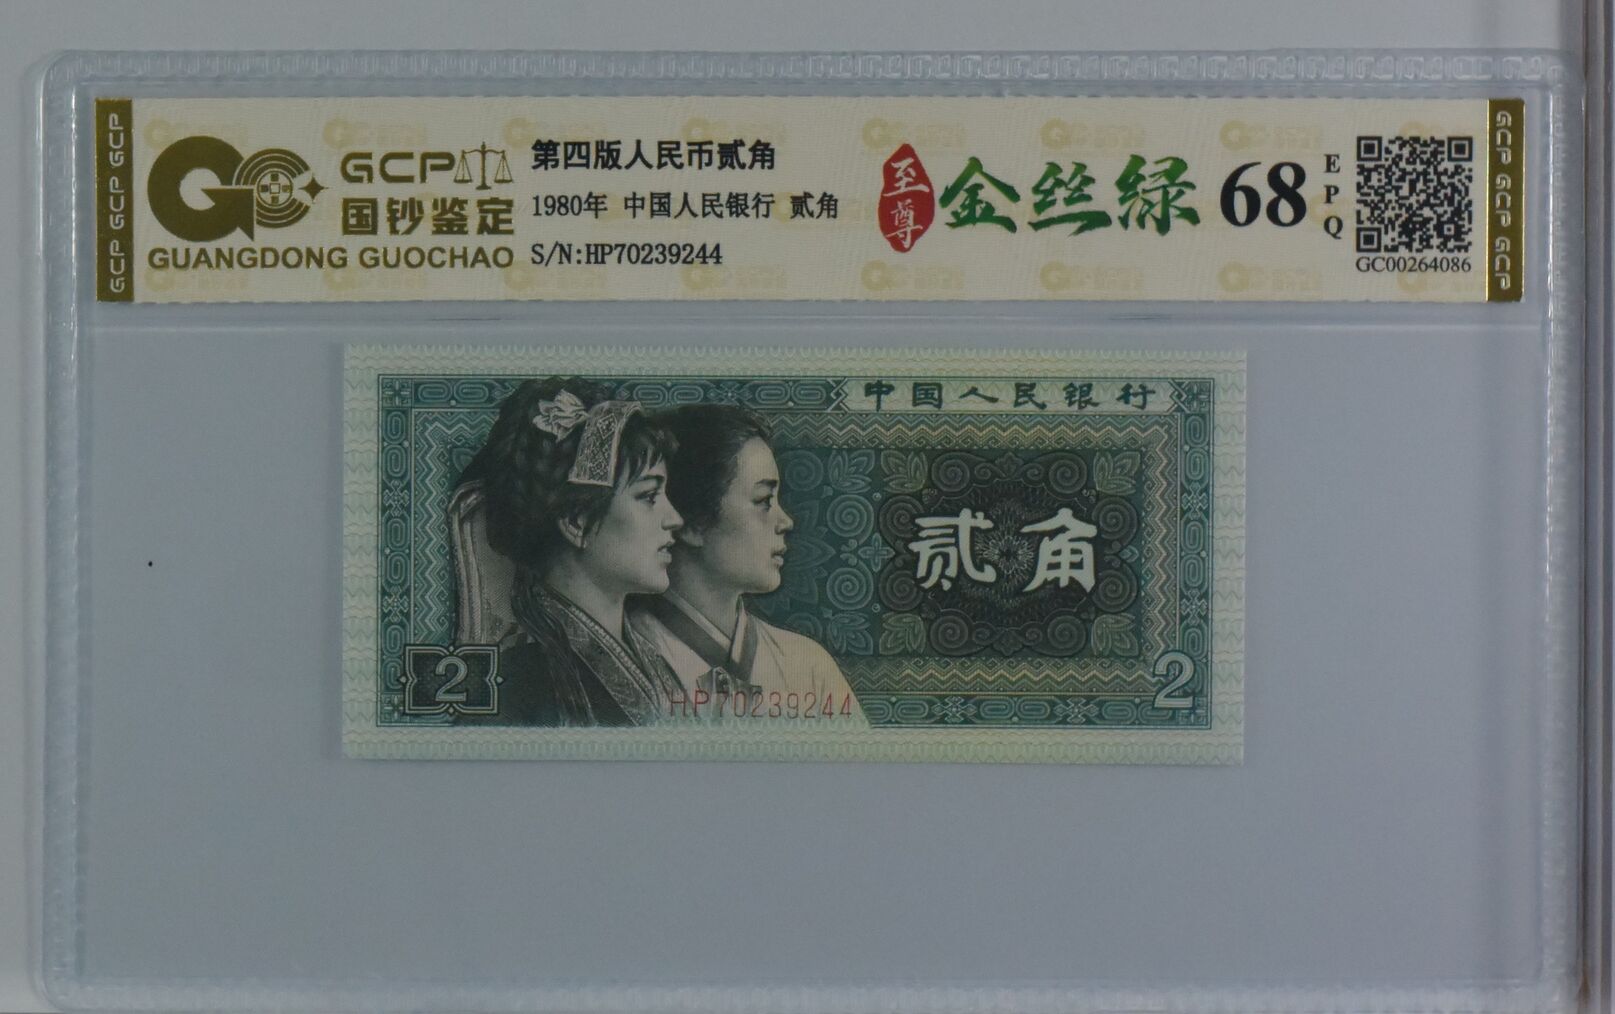 GCP GCP GCP
GCP
国钞鉴定
GUANGDONG GUOCHAO
第四版人民币贰角
1980年 中国人民银行 贰角
S/N:HP70239244
至尊
金丝绿
68
EPQ
GC00264086
GCP GCP GCP
中国人民银行
贰角
2
HP70239244
2